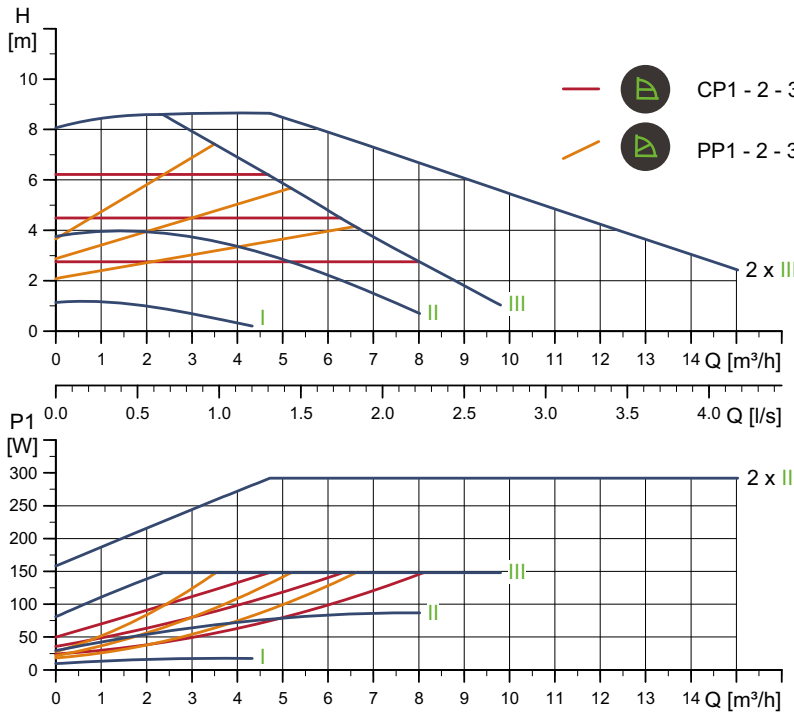 H
[m]
10
8
6
4
2
0
CP1 - 2 - 3
PP1 - 2 - 3
2 x III
I
II
III
0 1 2 3 4 5 6 7 8 9 10 11 12 13 14 Q [m³/h]
0.0 0.5 1.0 1.5 2.0 2.5 3.0 3.5 4.0 Q [l/s]
P1
[W]
300
250
200
150
100
50
0
2 x II
III
II
I
0 1 2 3 4 5 6 7 8 9 10 11 12 13 14 Q [m³/h]